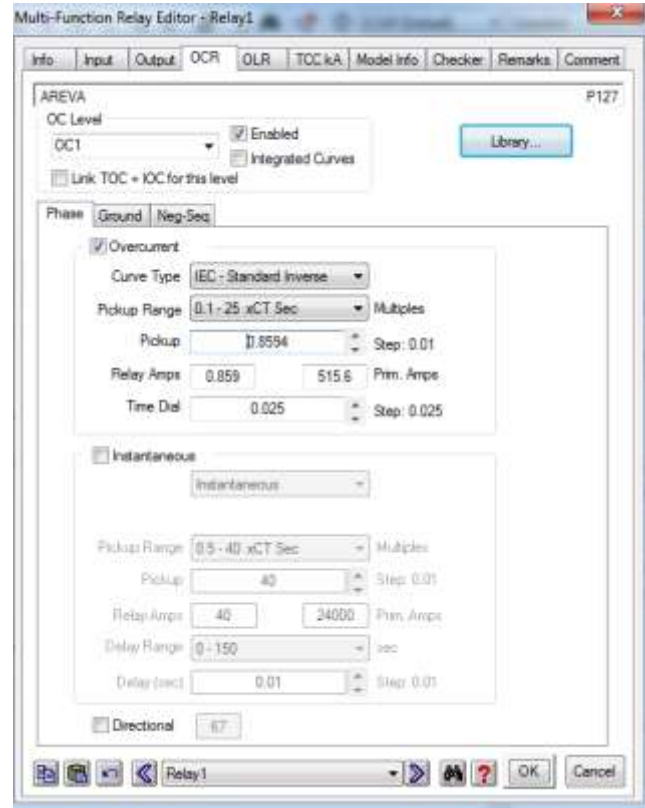 Multi-Function Relay Editor - Relay1
Info Input Output OCR OLR TCC kA Model Info Checker Remarks Comment
AREVA P127
OC Level
OC1 Enabled Library...
Integrated Curves
Link TOC + IOC for this level
Phase Ground Neg-Seq
Overcurrent
Curve Type IEC - Standard Inverse
Pickup Range 0.1 - 25 xCT Sec Multiples
Pickup 0.8594 Step: 0.01
Relay Amps 0.859 515.6 Prim. Amps
Time Dial 0.025 Step: 0.025
Instantaneous
Instantaneous
Pickup Range 0.5 - 40 xCT Sec Multiples
Pickup 40 Step: 0.01
Relay Amps 40 24000 Prim. Amps
Delay Range 0 - 150 sec
Delay (sec) 0.01 Step: 0.01
Directional 67
Relay1 ? OK Cancel